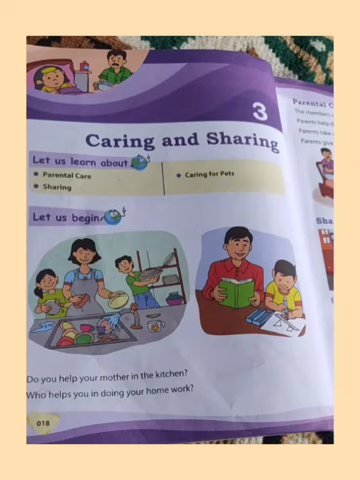 3
Caring and Sharing
Let us learn about
• Parental Care
• Sharing
• Caring for Pets
Let us begin
Do you help your mother in the kitchen?
Who helps you in doing your home work?
018
Parental C
The members
Parents help
Parents take
Parents give
Sha